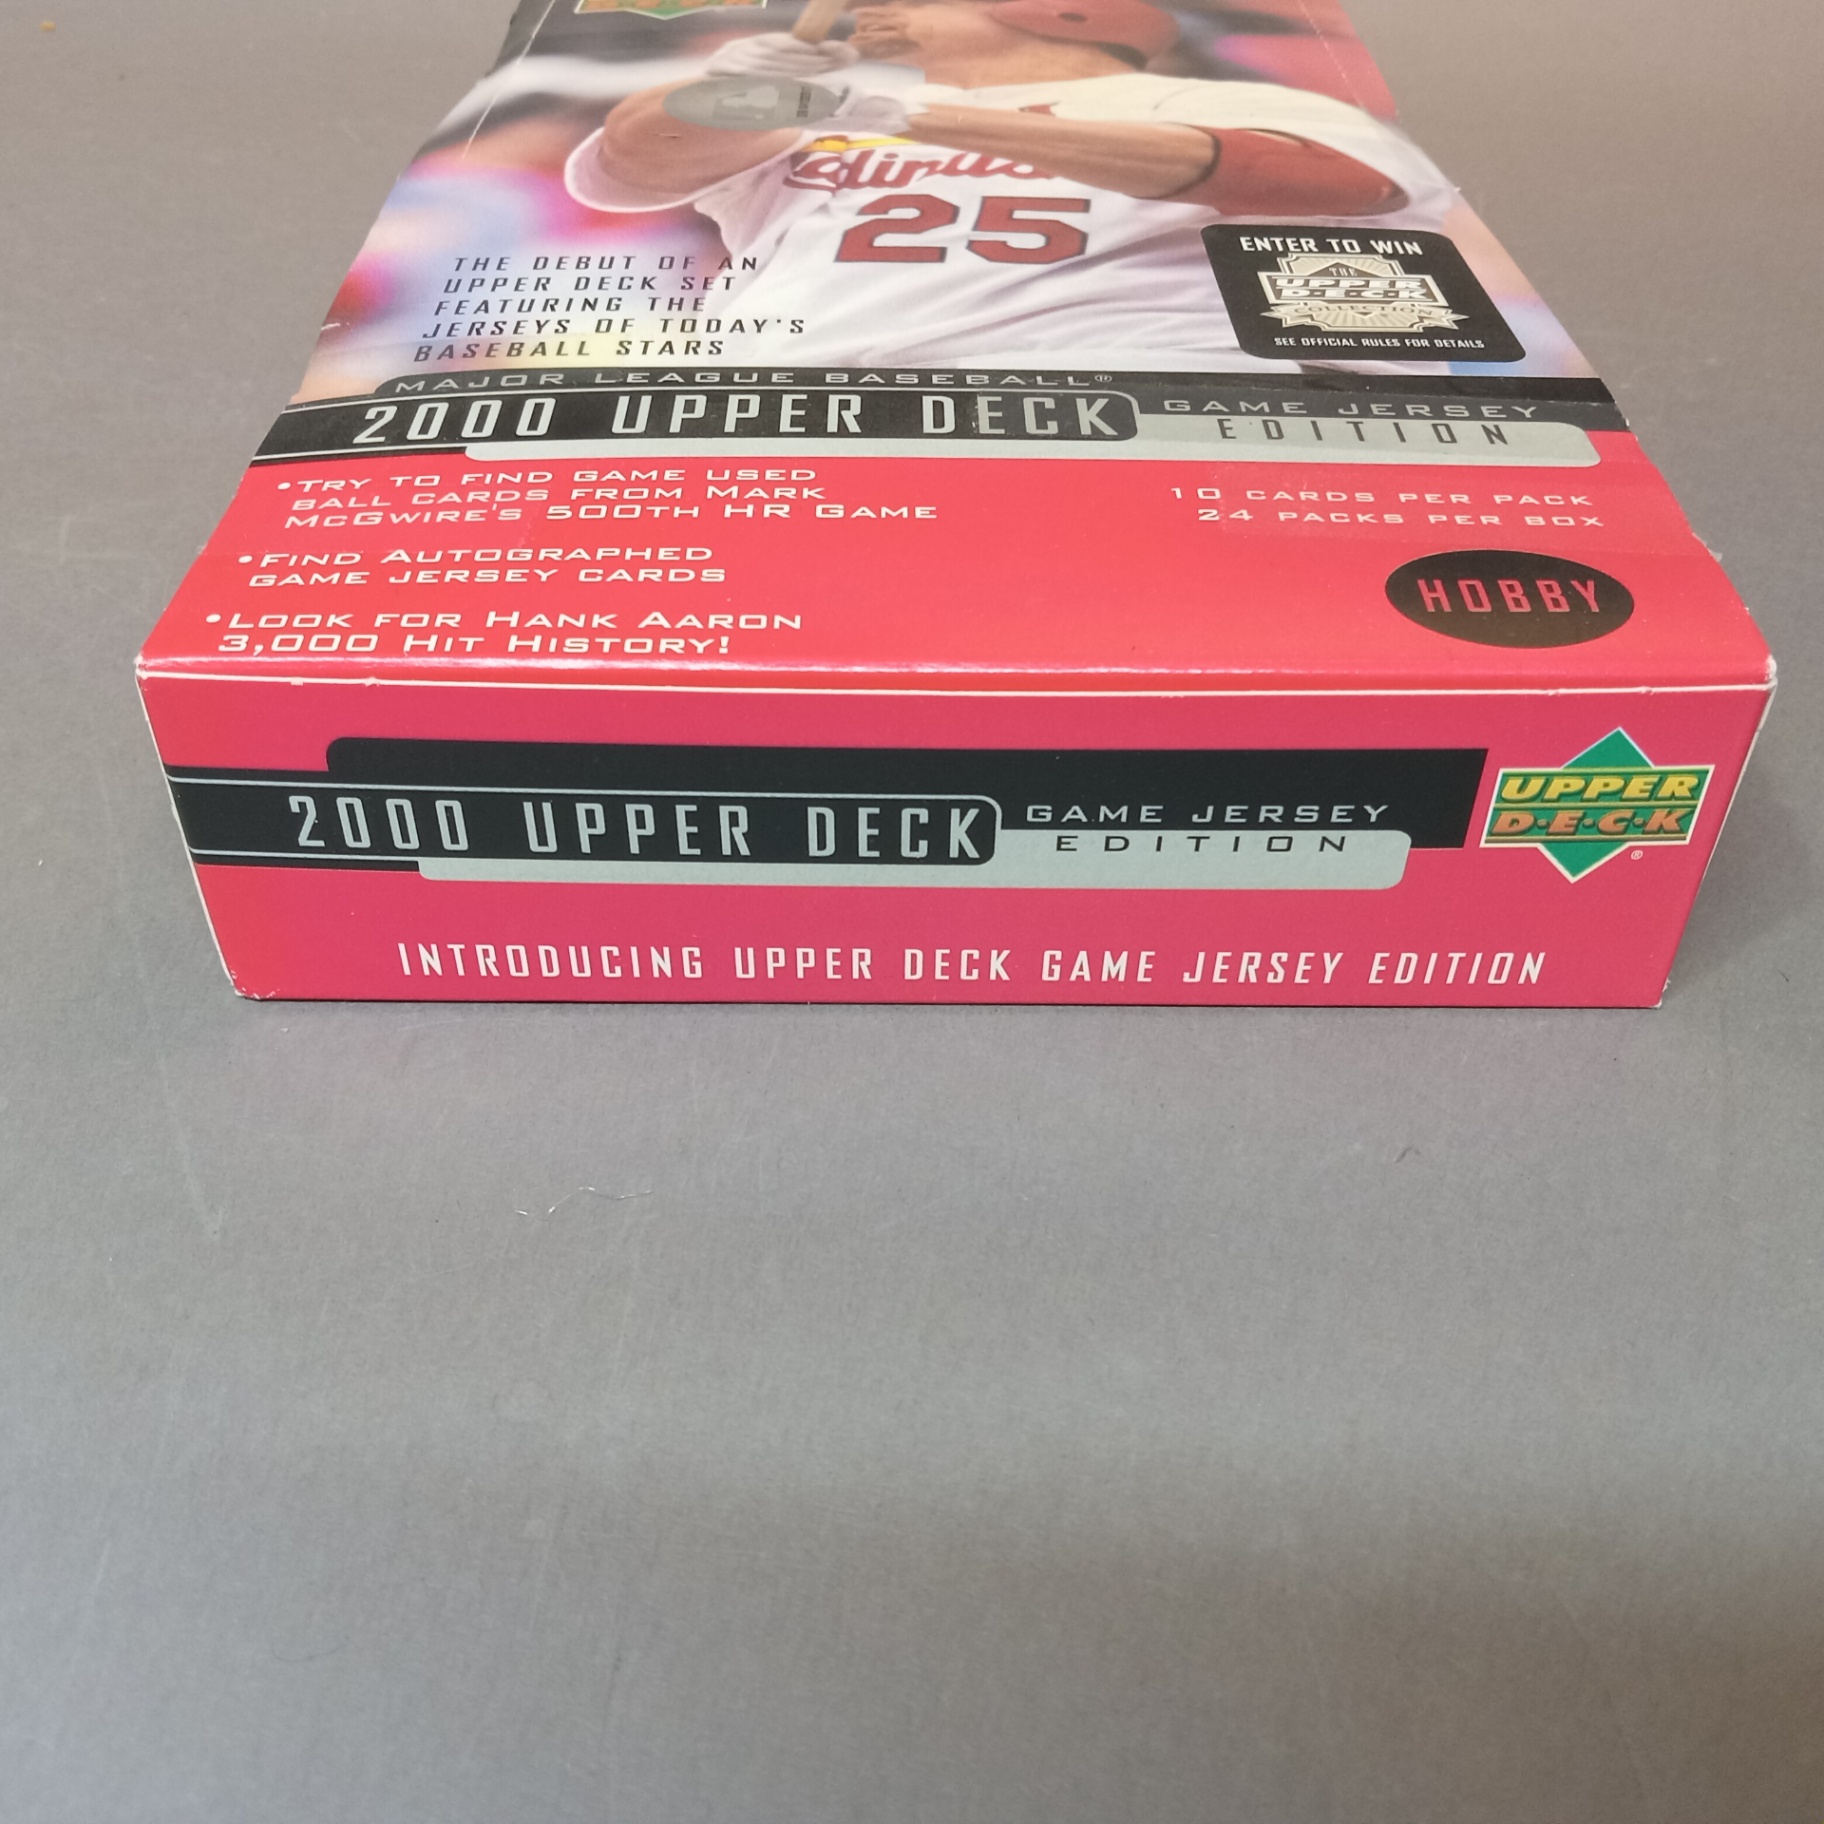 Cardinals
25
THE DEBUT OF AN
UPPER DECK SET
FEATURING THE
JERSEYS OF TODAY'S
BASEBALL STARS
ENTER TO WIN
THE
UPPER
D·E·C·K
COLLECTION
SEE OFFICIAL RULES FOR DETAILS
MAJOR LEAGUE BASEBALL®
2000 UPPER DECK
GAME JERSEY
EDITION
•TRY TO FIND GAME USED
BALL CARDS FROM MARK
MCGWIRE'S 500TH HR GAME
•FIND AUTOGRAPHED
GAME JERSEY CARDS
•LOOK FOR HANK AARON
3,000 HIT HISTORY!
10 CARDS PER PACK
24 PACKS PER BOX
HOBBY
2000 UPPER DECK
GAME JERSEY
EDITION
UPPER
D·E·C·K
®
INTRODUCING UPPER DECK GAME JERSEY EDITION